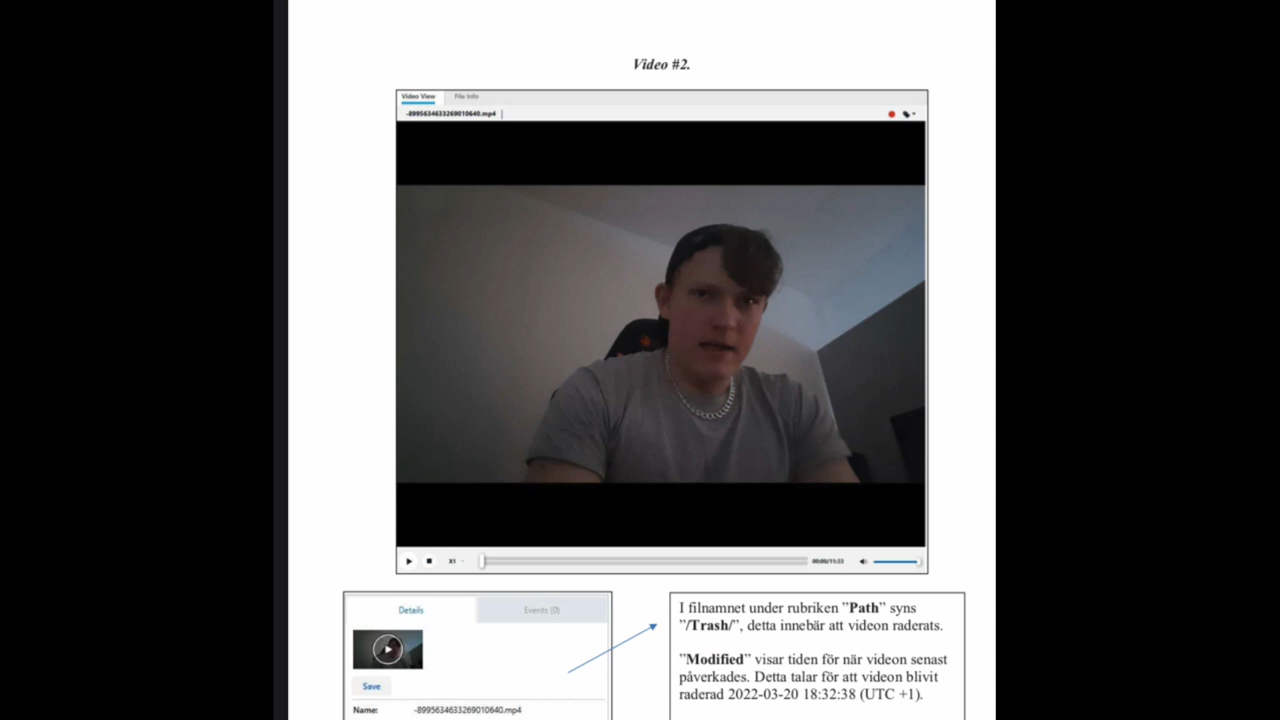 Video #2.
Video View File Info
-8995634633269010640.mp4
X1
00:00/11:33
Details Events (0)
Save
Name: -8995634633269010640.mp4
I filnamnet under rubriken ”Path” syns
”/Trash/”, detta innebär att videon raderats.
”Modified” visar tiden för när videon senast
påverkades. Detta talar för att videon blivit
raderad 2022-03-20 18:32:38 (UTC +1).